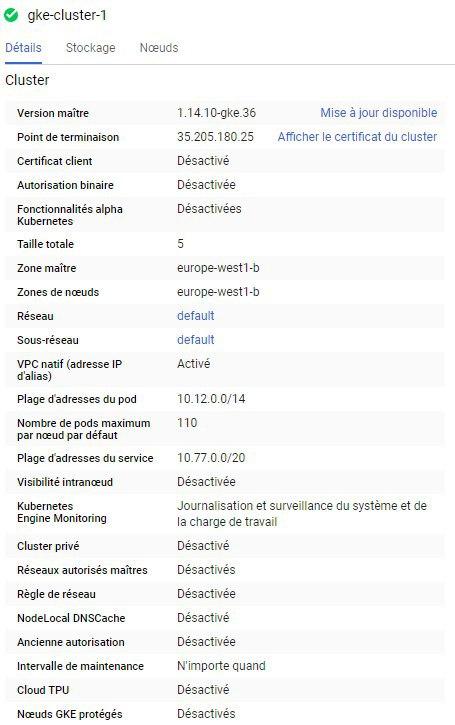 gke-cluster-1
Détails Stockage Nœuds
Cluster
Version maître 1.14.10-gke.36 Mise à jour disponible
Point de terminaison 35.205.180.25 Afficher le certificat du cluster
Certificat client Désactivé
Autorisation binaire Désactivée
Fonctionnalités alpha Désactivées
Kubernetes
Taille totale 5
Zone maître europe-west1-b
Zones de nœuds europe-west1-b
Réseau default
Sous-réseau default
VPC natif (adresse IP Activé
d'alias)
Plage d'adresses du pod 10.12.0.0/14
Nombre de pods maximum 110
par nœud par défaut
Plage d'adresses du service 10.77.0.0/20
Visibilité intranœud Désactivée
Kubernetes Journalisation et surveillance du système et de
Engine Monitoring la charge de travail
Cluster privé Désactivé
Réseaux autorisés maîtres Désactivés
Règle de réseau Désactivée
NodeLocal DNSCache Désactivé
Ancienne autorisation Désactivée
Intervalle de maintenance N'importe quand
Cloud TPU Désactivé
Nœuds GKE protégés Désactivés